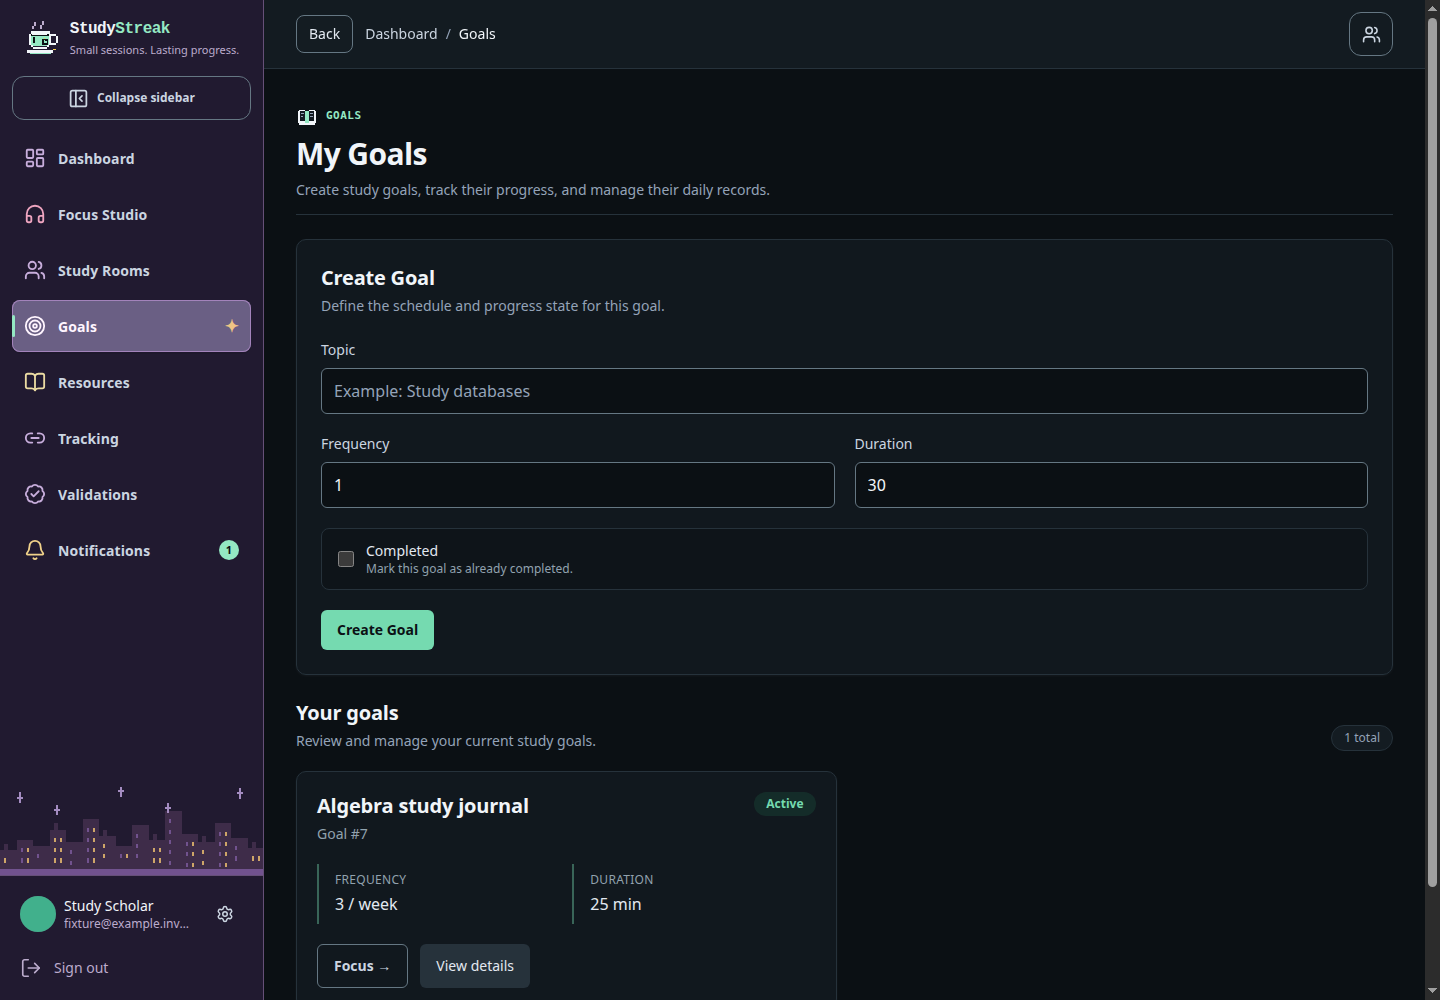 StudyStreak
Small sessions. Lasting progress.
Collapse sidebar
Dashboard
Focus Studio
Study Rooms
Goals
Resources
Tracking
Validations
Notifications 1
Study Scholar
fixture@example.inv...
Sign out
Back Dashboard / Goals
GOALS
My Goals
Create study goals, track their progress, and manage their daily records.
Create Goal
Define the schedule and progress state for this goal.
Topic
Example: Study databases
Frequency Duration
1 30
Completed
Mark this goal as already completed.
Create Goal
Your goals
Review and manage your current study goals.
1 total
Algebra study journal Active
Goal #7
FREQUENCY DURATION
3 / week 25 min
Focus → View details